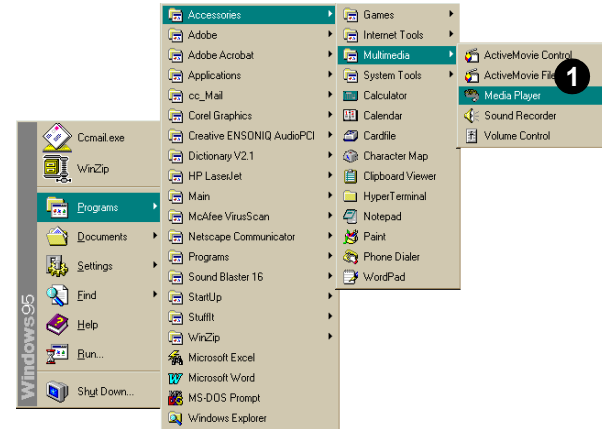 Ccmail.exe
WinZip
Programs
Documents
Settings
Find
Help
Run...
Shut Down...
Windows95
Accessories
Adobe
Adobe Acrobat
Applications
cc_Mail
Corel Graphics
Creative ENSONIQ AudioPCI
Dictionary V2.1
HP LaserJet
Main
McAfee VirusScan
Netscape Communicator
Programs
Sound Blaster 16
StartUp
StuffIt
WinZip
Microsoft Excel
Microsoft Word
MS-DOS Prompt
Windows Explorer
Games
Internet Tools
Multimedia
System Tools
Calculator
Calendar
Cardfile
Character Map
Clipboard Viewer
HyperTerminal
Notepad
Paint
Phone Dialer
WordPad
ActiveMovie Control
ActiveMovie File
Media Player
Sound Recorder
Volume Control
1